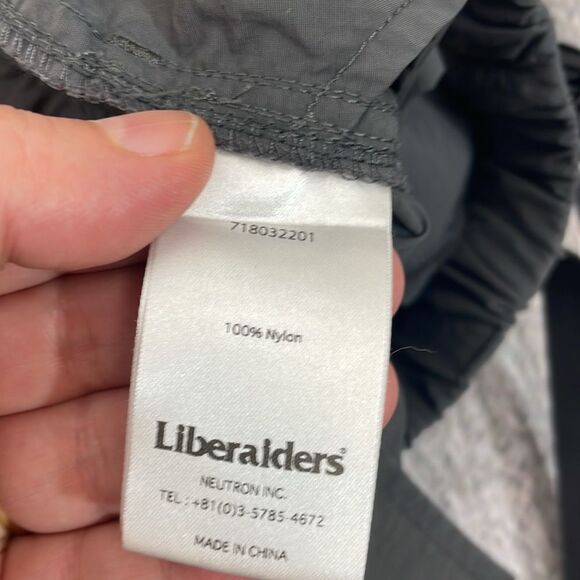 718032201
100% Nylon
Liberaiders®
NEUTRON INC.
TEL : +81(0)3-5785-4672
MADE IN CHINA